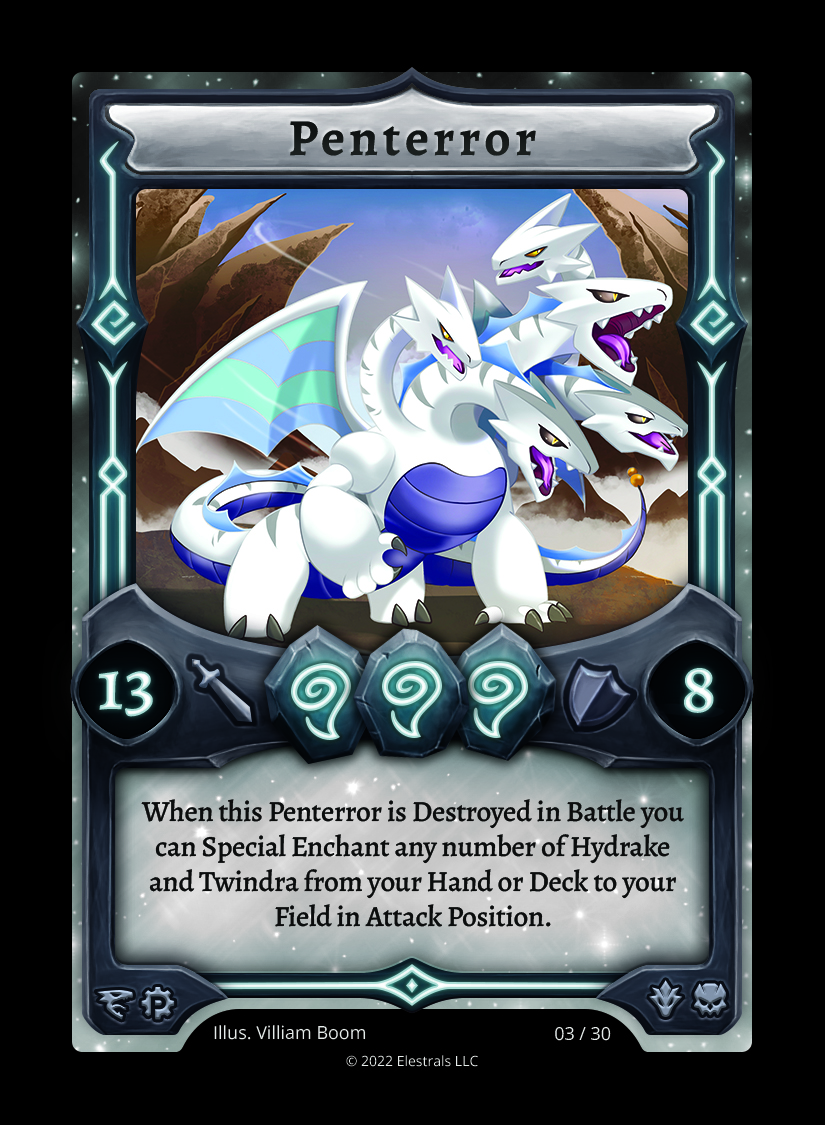 Penterror
13
8
When this Penterror is Destroyed in Battle you
can Special Enchant any number of Hydrake
and Twindra from your Hand or Deck to your
Field in Attack Position.
P
Illus. Villiam Boom
03 / 30
© 2022 Elestrals LLC